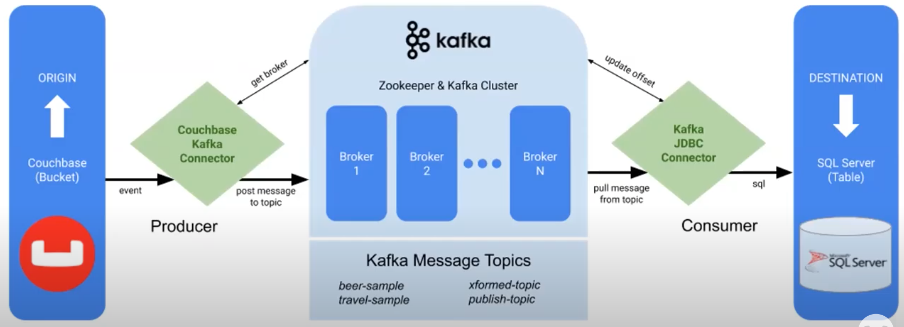 ORIGIN
Couchbase
(Bucket)
event
Couchbase
Kafka
Connector
get broker
post message
to topic
Producer
kafka
Zookeeper & Kafka Cluster
Broker
1
Broker
2
Broker
N
Kafka Message Topics
beer-sample
travel-sample
xformed-topic
publish-topic
update offset
Kafka
JDBC
Connector
pull message
from topic
sql
Consumer
DESTINATION
SQL Server
(Table)
Microsoft
SQL Server